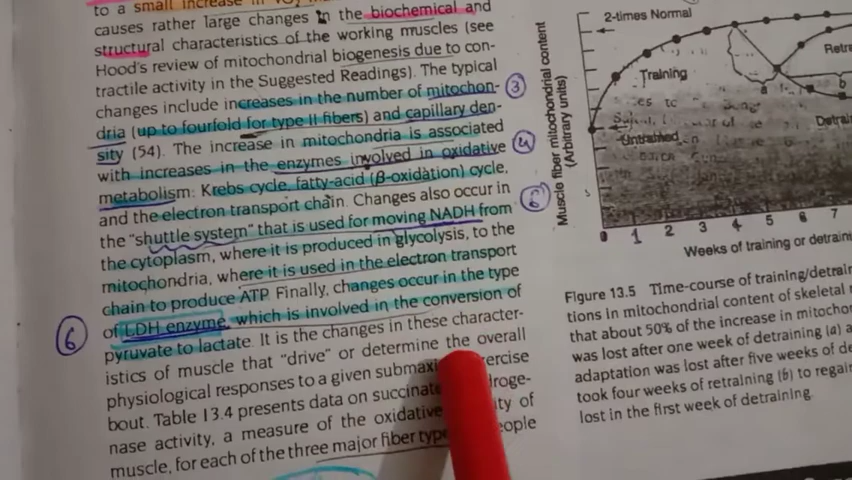 to a small increase in VO
causes rather large changes in the biochemical and
structural characteristics of the working muscles (see
Hood's review of mitochondrial biogenesis due to con-
tractile activity in the Suggested Readings). The typical
changes include increases in the number of mitochon-
dria (up to fourfold for type II fibers) and capillary den-
sity (54). The increase in mitochondria is associated
with increases in the enzymes involved in oxidative
metabolism: Krebs cycle, fatty-acid (β-oxidation) cycle,
and the electron transport chain. Changes also occur in
the "shuttle system" that is used for moving NADH from
the cytoplasm, where it is produced in glycolysis, to the
mitochondria, where it is used in the electron transport
chain to produce ATP. Finally, changes occur in the type
of LDH enzyme, which is involved in the conversion of
pyruvate to lactate. It is the changes in these character-
istics of muscle that "drive" or determine the overall
physiological responses to a given submaxi ercise
bout. Table 13.4 presents data on succinate droge-
nase activity, a measure of the oxidative ity of
muscle, for each of the three major fiber type eople
3
4
6
Muscle fiber mitochondrial content
(Arbitrary units)
2-times Normal
Training
Untrained
Retra
Detrai
a
b
0 1 2 3 4 5 6 7
Weeks of training or detraini
Figure 13.5 Time-course of training/detrain
tions in mitochondrial content of skeletal
that about 50% of the increase in mitocho
was lost after one week of detraining (a) a
adaptation was lost after five weeks of de
took four weeks of retraining (b) to regai
lost in the first week of detraining.